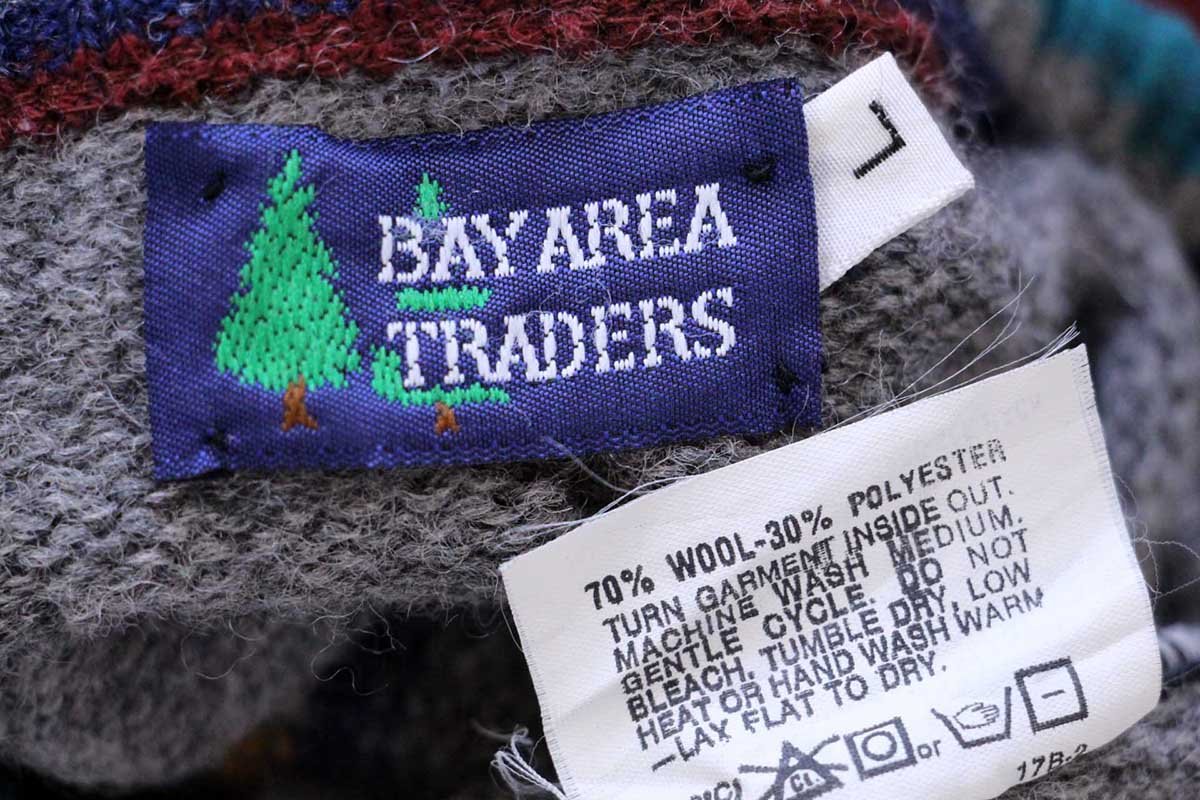 BAY AREA
TRADERS
L
70% WOOL-30% POLYESTER
TURN GARMENT INSIDE OUT.
MACHINE WASH MEDIUM.
GENTLE CYCLE. DO NOT
BLEACH. TUMBLE DRY, LOW
HEAT OR HAND WASH WARM
—LAY FLAT TO DRY.
CL
or
17B-2